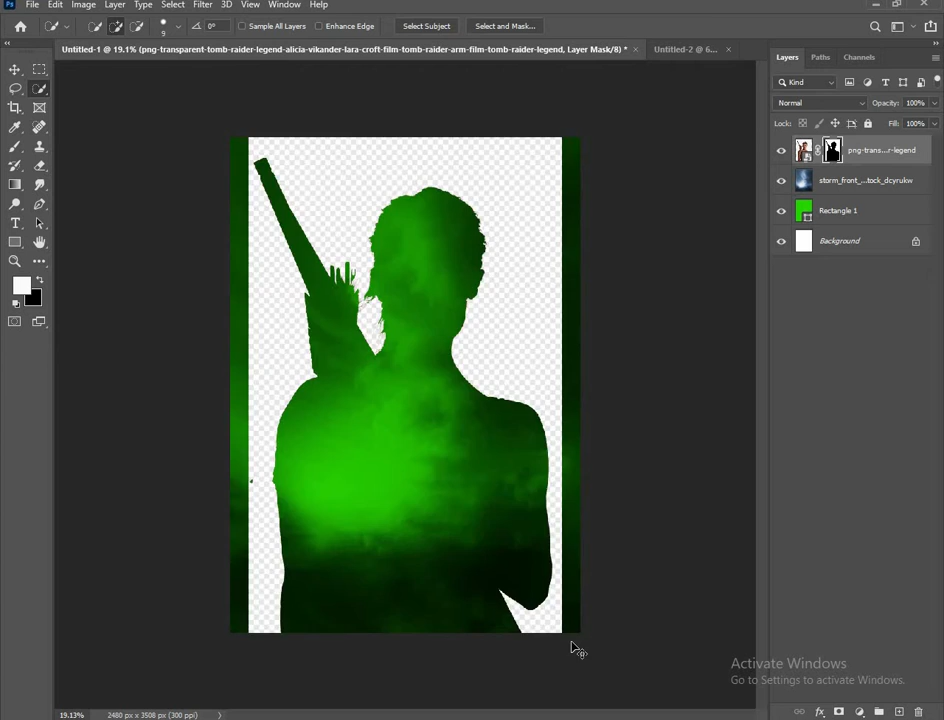 Ps File Edit Image Layer Type Select Filter 3D View Window Help
9 0° Sample All Layers Enhance Edge Select Subject Select and Mask...
Untitled-1 @ 19.1% (png-transparent-tomb-raider-legend-alicia-vikander-lara-croft-film-tomb-raider-arm-film-tomb-raider-legend, Layer Mask/8) * × Untitled-2 @ 6... ×
Layers Paths Channels
Kind
Normal Opacity: 100%
Lock: Fill: 100%
png-trans...r-legend
storm_front_...tock_dcyrukw
Rectangle 1
Background
Activate Windows
Go to Settings to activate Windows.
19.13% 2480 px x 3508 px (300 ppi)
fx